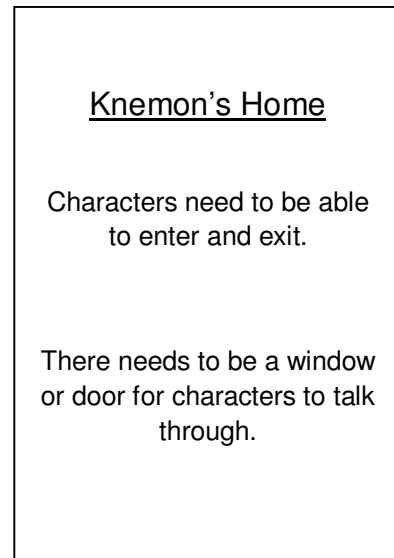 Knemon's Home
Characters need to be able
to enter and exit.
There needs to be a window
or door for characters to talk
through.